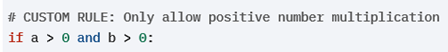 # CUSTOM RULE: Only allow positive number multiplication
if a > 0 and b > 0: